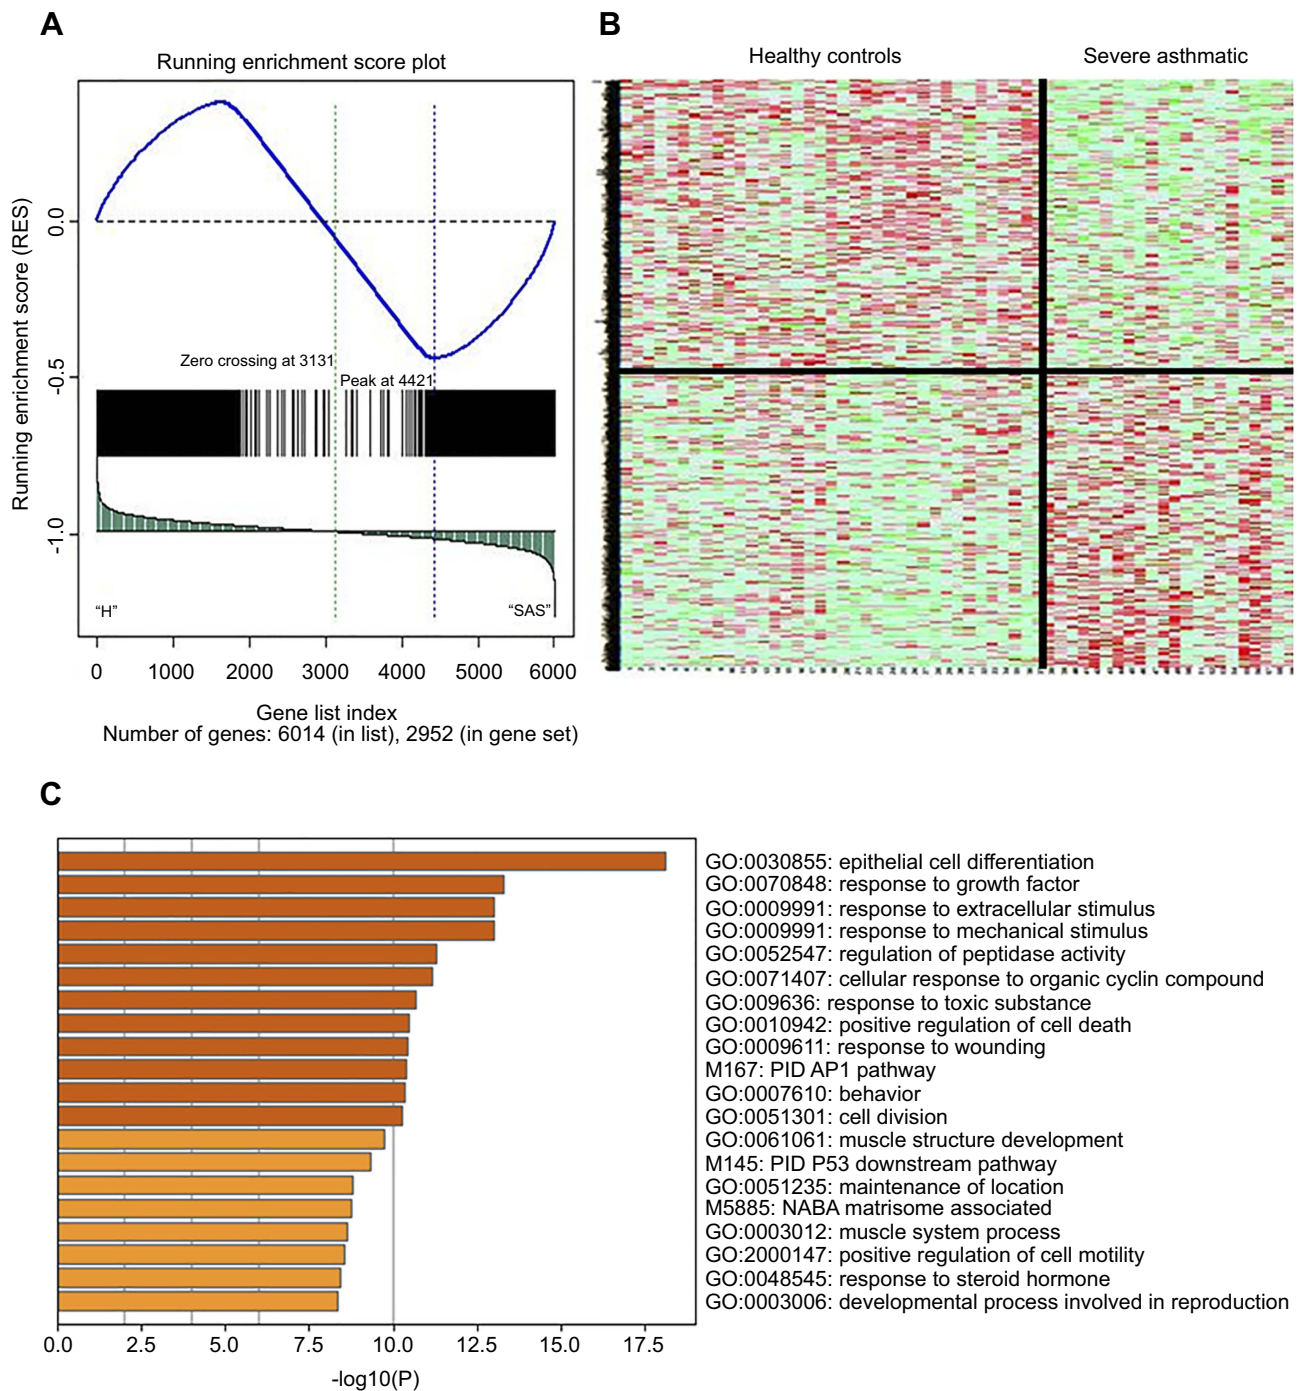 A
Running enrichment score plot
Running enrichment score (RES)
0.0
-0.5
-1.0
Zero crossing at 3131
Peak at 4421
“H”
“SAS”
0 1000 2000 3000 4000 5000 6000
Gene list index
Number of genes: 6014 (in list), 2952 (in gene set)
B
Healthy controls
Severe asthmatic
C
GO:0030855: epithelial cell differentiation
GO:0070848: response to growth factor
GO:0009991: response to extracellular stimulus
GO:0009991: response to mechanical stimulus
GO:0052547: regulation of peptidase activity
GO:0071407: cellular response to organic cyclin compound
GO:009636: response to toxic substance
GO:0010942: positive regulation of cell death
GO:0009611: response to wounding
M167: PID AP1 pathway
GO:0007610: behavior
GO:0051301: cell division
GO:0061061: muscle structure development
M145: PID P53 downstream pathway
GO:0051235: maintenance of location
M5885: NABA matrisome associated
GO:0003012: muscle system process
GO:2000147: positive regulation of cell motility
GO:0048545: response to steroid hormone
GO:0003006: developmental process involved in reproduction
0.0 2.5 5.0 7.5 10.0 12.5 15.0 17.5
-log10(P)